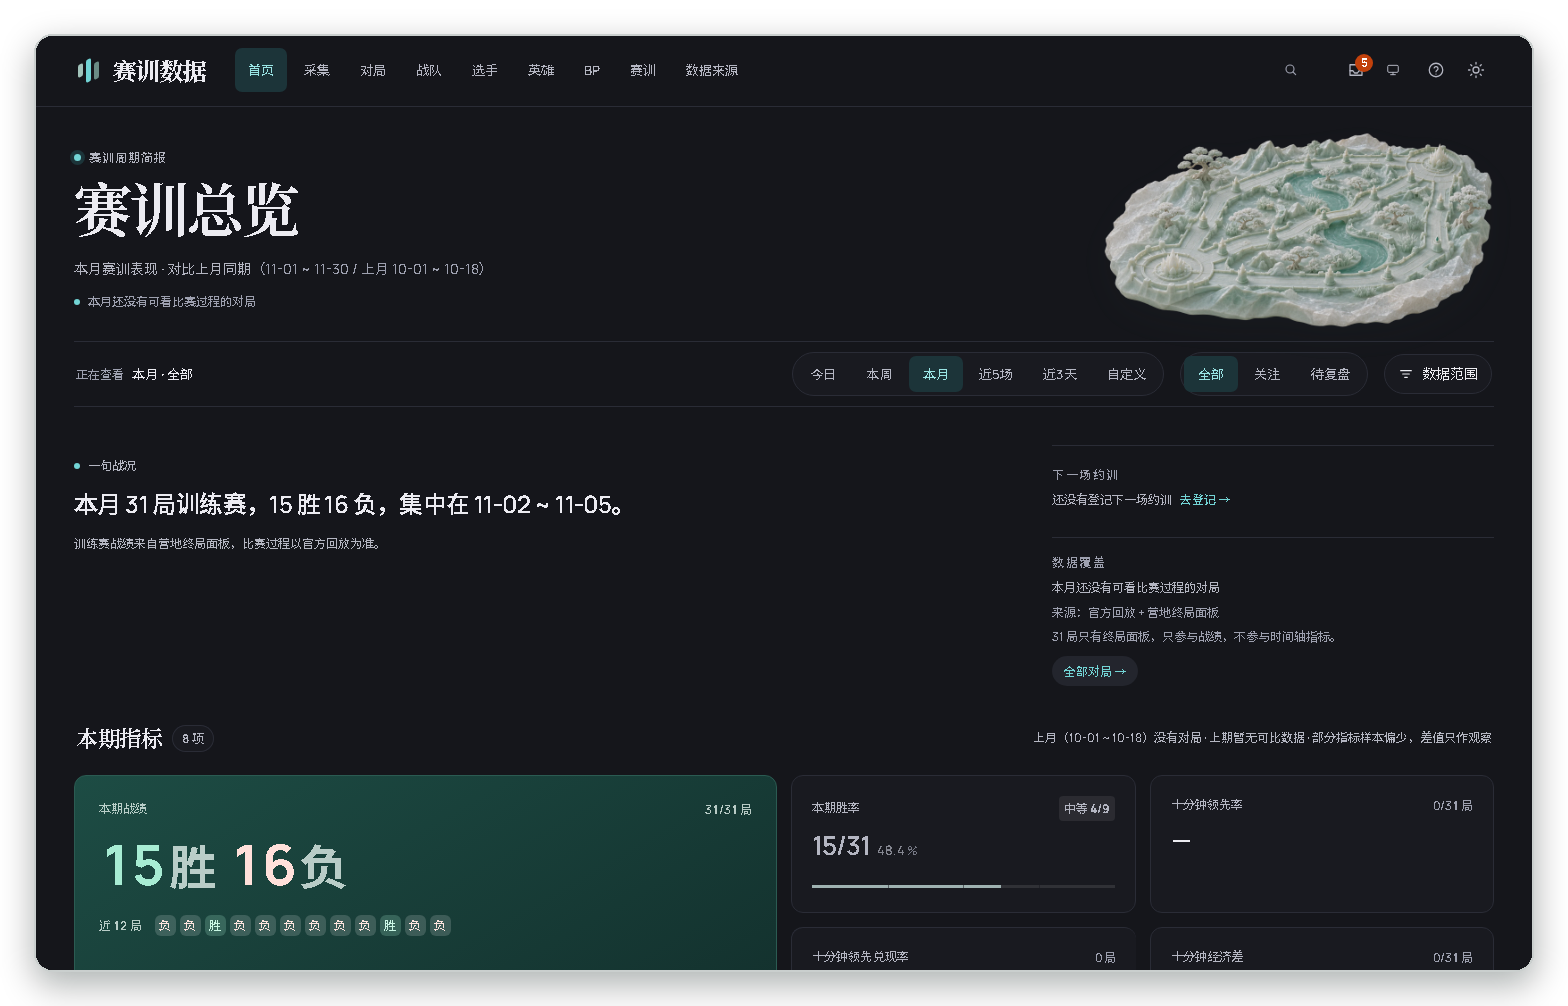 赛训数据 首页 采集 对局 战队 选手 英雄 BP 赛训 数据来源 5
赛训周期简报
赛训总览
本月赛训表现 · 对比上月同期（11-01 ~ 11-30 / 上月 10-01 ~ 10-18）
本月还没有可看比赛过程的对局
正在查看 本月 · 全部 今日 本周 本月 近5场 近3天 自定义 全部 关注 待复盘 数据范围
一句战况
本月 31 局训练赛，15 胜 16 负，集中在 11-02 ~ 11-05。
训练赛战绩来自营地终局面板，比赛过程以官方回放为准。
下一场约训
还没有登记下一场约训 去登记 →
数据覆盖
本月还没有可看比赛过程的对局
来源：官方回放 + 营地终局面板
31 局只有终局面板，只参与战绩，不参与时间轴指标。
全部对局 →
本期指标 8 项
上月（10-01 ~ 10-18）没有对局 · 上期暂无可比数据 · 部分指标样本偏少，差值只作观察
本期战绩 31/31 局
15 胜 16 负
近 12 局 负 负 胜 负 负 负 负 负 负 胜 负 负
本期胜率 中等 4/9
15/31 48.4 %
十分钟领先率 0/31 局
—
十分钟领先兑现率 0 局
十分钟经济差 0/31 局